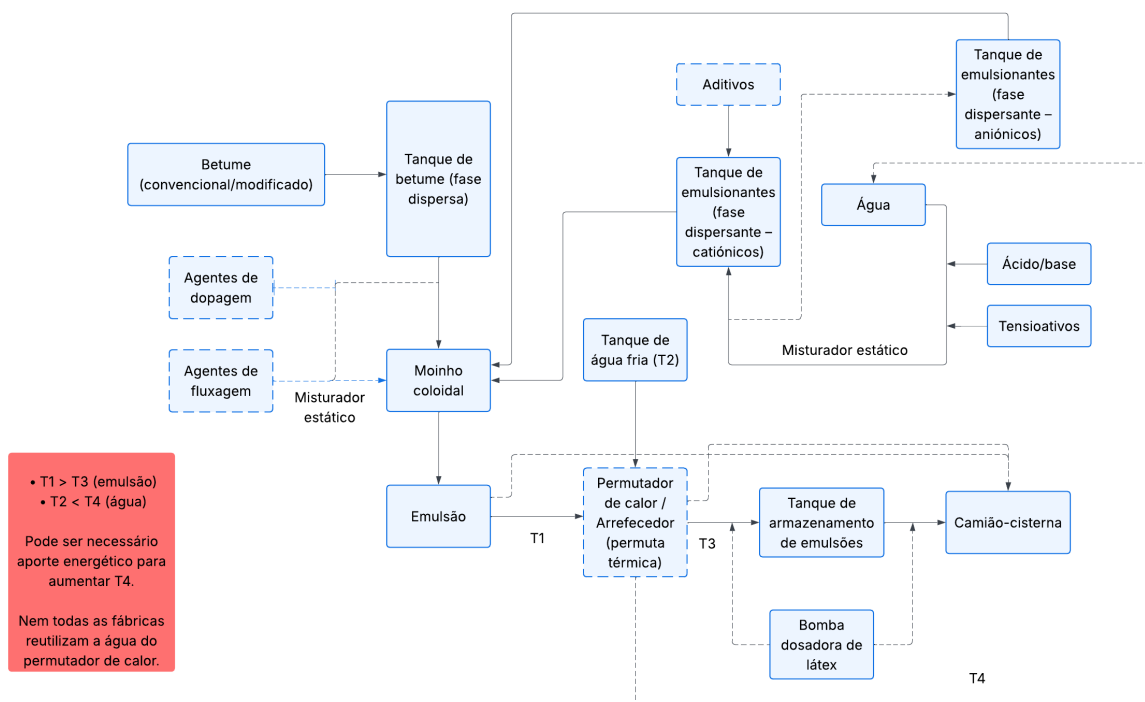 Tanque de
emulsionantes
(fase
dispersante –
aniónicos)
Aditivos
Betume
(convencional/modificado)
Tanque de
betume (fase
dispersa)
Tanque de
emulsionantes
(fase
dispersante –
catiónicos)
Água
Ácido/base
Tensioativos
Misturador estático
Agentes de
dopagem
Agentes de
fluxagem
Misturador
estático
Moinho
coloidal
Tanque de
água fria (T2)
• T1 > T3 (emulsão)
• T2 < T4 (água)
Pode ser necessário
aporte energético para
aumentar T4.
Nem todas as fábricas
reutilizam a água do
permutador de calor.
Emulsão
T1
Permutador
de calor /
Arrefecedor
(permuta
térmica)
T3
Tanque de
armazenamento
de emulsões
Camião-cisterna
Bomba
dosadora de
látex
T4